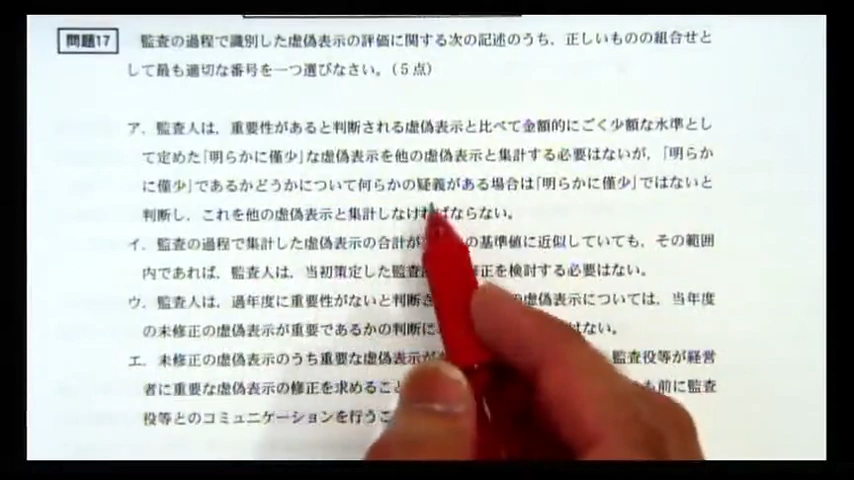 問題17 監査の過程で識別した虚偽表示の評価に関する次の記述のうち、正しいものの組合せと
して最も適切な番号を一つ選びなさい。(5点)
ア．監査人は、重要性があると判断される虚偽表示と比べて金額的にごく少額な水準とし
て定めた「明らかに僅少」な虚偽表示を他の虚偽表示と集計する必要はないが、「明らか
に僅少」であるかどうかについて何らかの疑義がある場合は「明らかに僅少」ではないと
判断し、これを他の虚偽表示と集計しなければならない。
イ．監査の過程で集計した虚偽表示の合計が の基準値に近似していても、その範囲
内であれば、監査人は、当初策定した監査 修正を検討する必要はない。
ウ．監査人は、過年度に重要性がないと判断 の虚偽表示については、当年度
の未修正の虚偽表示が重要であるかの判断に はない。
エ．未修正の虚偽表示のうち重要な虚偽表示が 監査役等が経営
者に重要な虚偽表示の修正を求めるこ も前に監査
役等とのコミュニケーションを行うこ